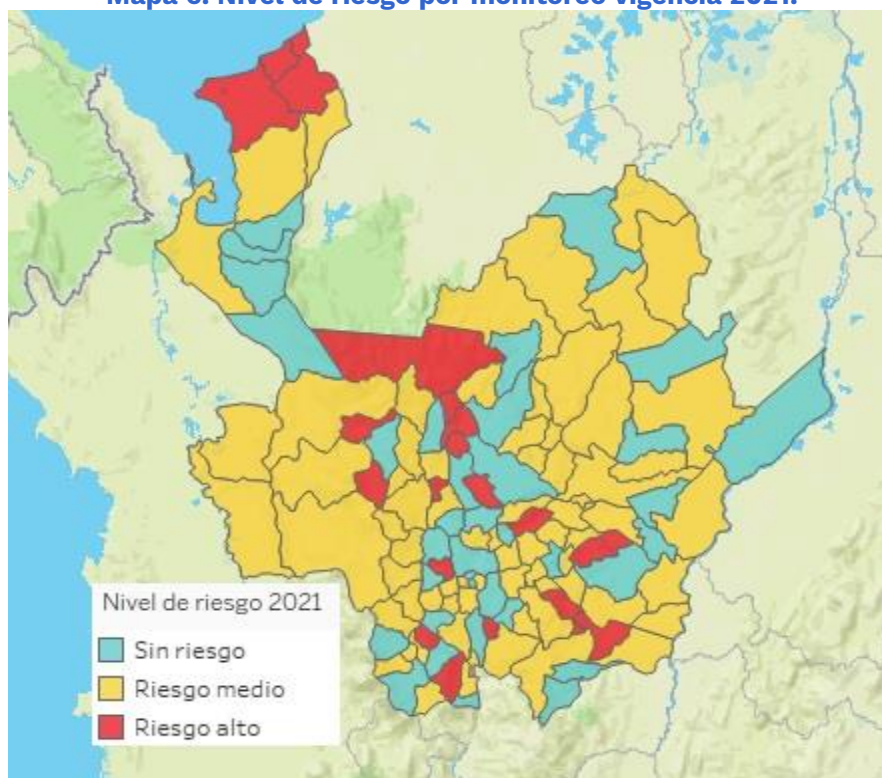 Mapa 6. Nivel de riesgo por monitoreo vigencia 2021.
Nivel de riesgo 2021
Sin riesgo
Riesgo medio
Riesgo alto